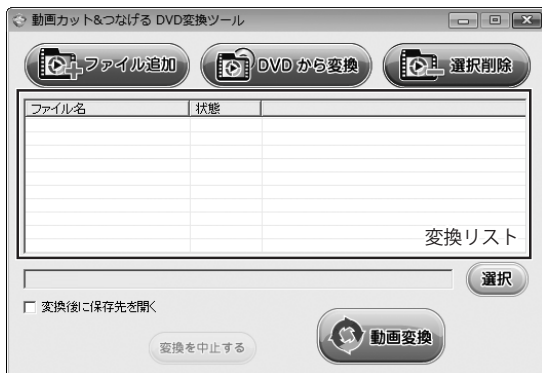 動画カット&つなげる DVD変換ツール
ファイル追加 DVD から変換 選択削除
ファイル名 状態
変換リスト
選択
変換後に保存先を開く
変換を中止する 動画変換